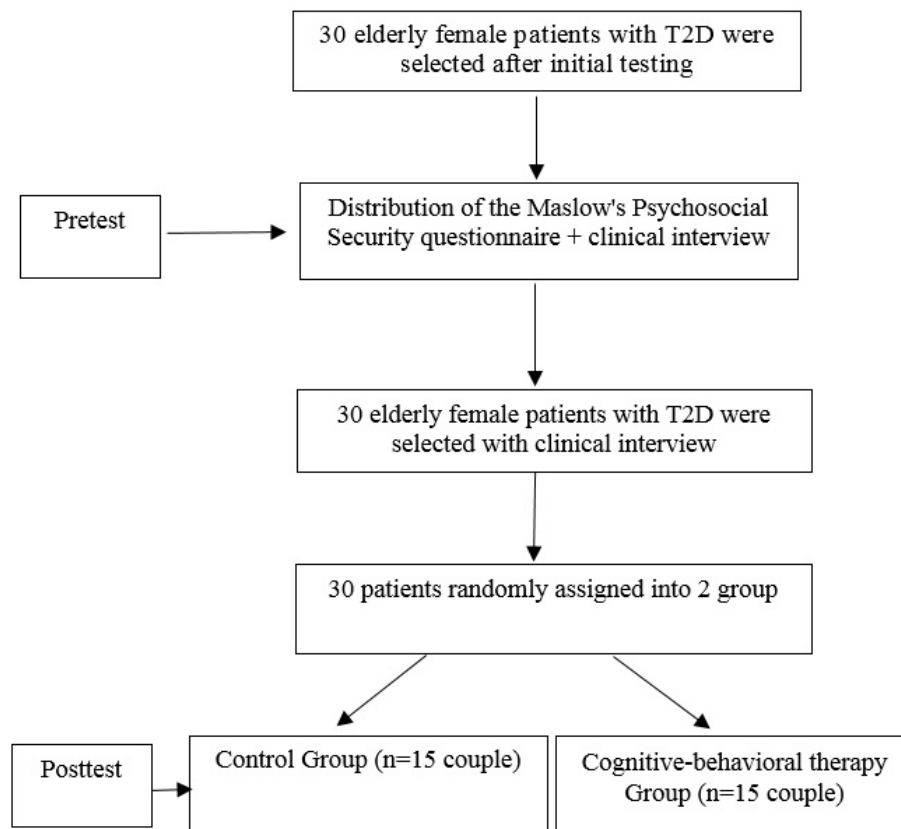 30 elderly female patients with T2D were
selected after initial testing
Pretest
Distribution of the Maslow's Psychosocial
Security questionnaire + clinical interview
30 elderly female patients with T2D were
selected with clinical interview
30 patients randomly assigned into 2 group
Posttest
Control Group (n=15 couple)
Cognitive-behavioral therapy
Group (n=15 couple)